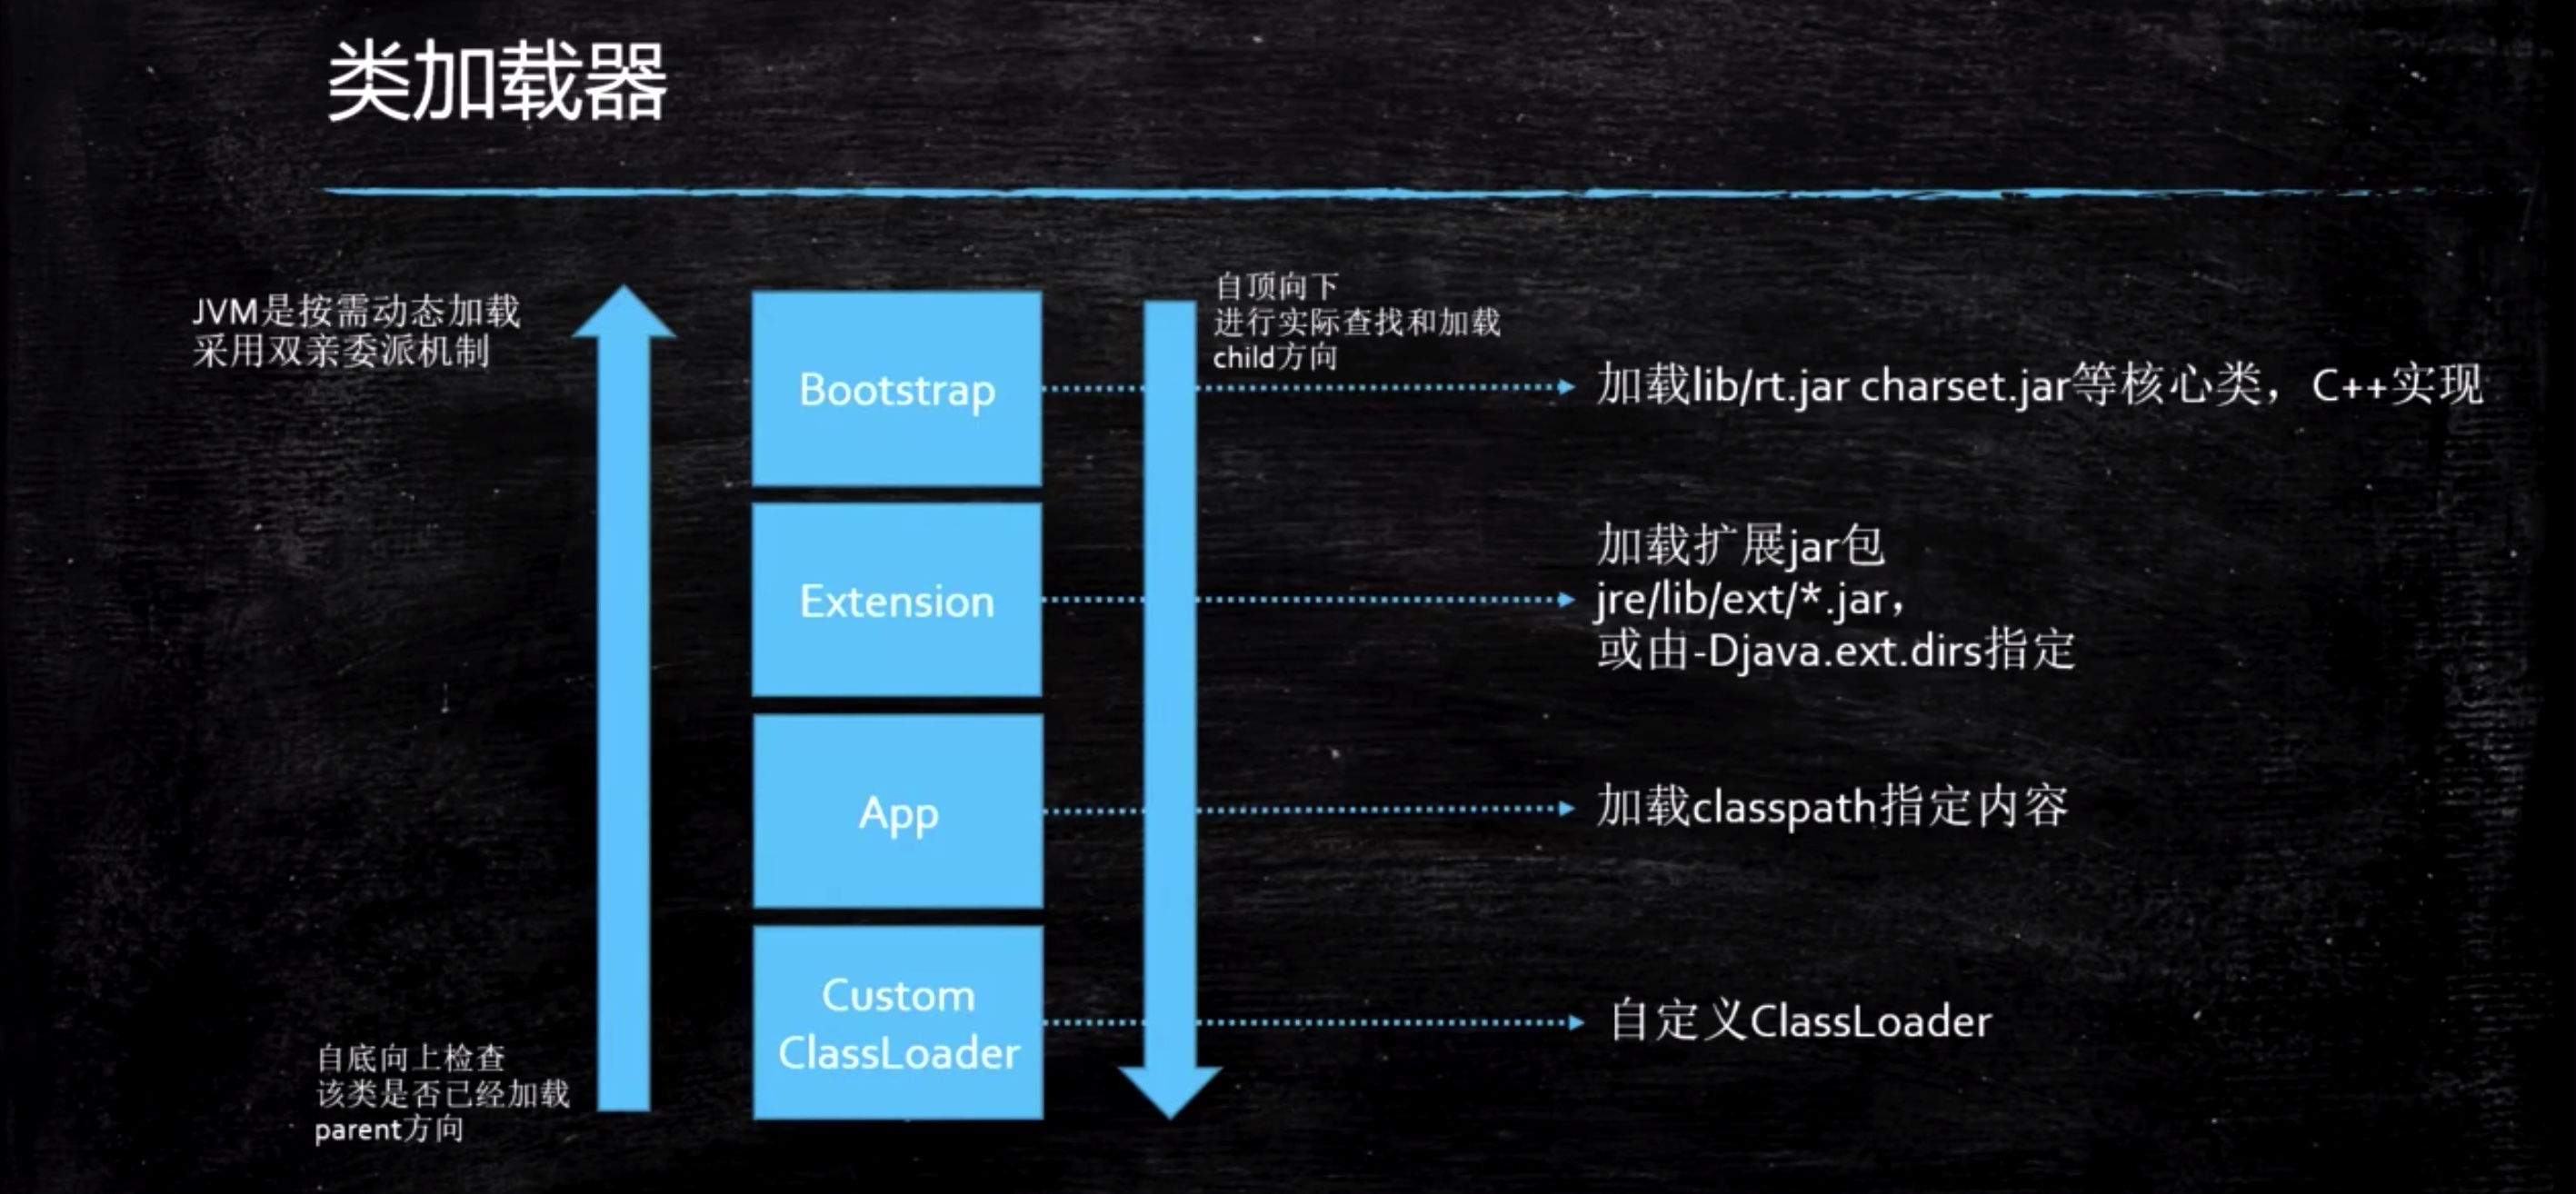 类加载器
JVM是按需动态加载
采用双亲委派机制
自顶向下
进行实际查找和加载
child方向
Bootstrap
加载lib/rt.jar charset.jar等核心类，C++实现
Extension
加载扩展jar包
jre/lib/ext/*.jar，
或由-Djava.ext.dirs指定
App
加载classpath指定内容
Custom
ClassLoader
自定义ClassLoader
自底向上检查
该类是否已经加载
parent方向